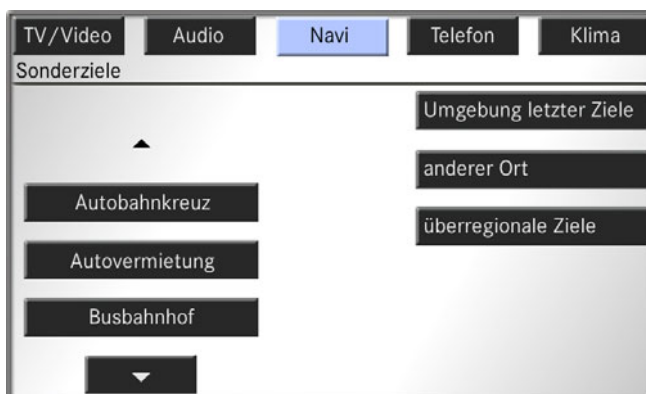 TV/Video Audio Navi Telefon Klima
Sonderziele
Umgebung letzter Ziele
anderer Ort
Autobahnkreuz
überregionale Ziele
Autovermietung
Busbahnhof